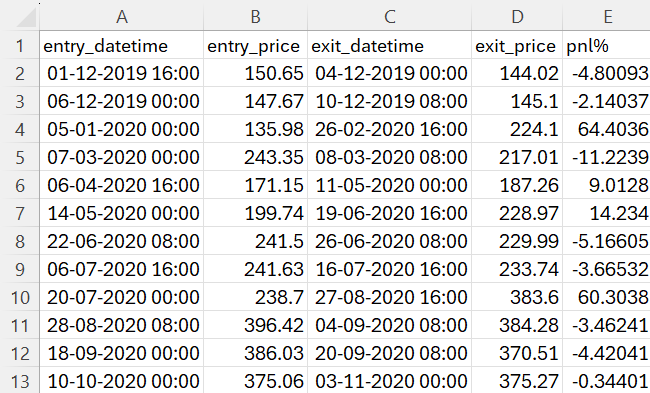 A B C D E
1 entry_datetime entry_price exit_datetime exit_price pnl%
2 01-12-2019 16:00 150.65 04-12-2019 00:00 144.02 -4.80093
3 06-12-2019 00:00 147.67 10-12-2019 08:00 145.1 -2.14037
4 05-01-2020 00:00 135.98 26-02-2020 16:00 224.1 64.4036
5 07-03-2020 00:00 243.35 08-03-2020 08:00 217.01 -11.2239
6 06-04-2020 16:00 171.15 11-05-2020 00:00 187.26 9.0128
7 14-05-2020 00:00 199.74 19-06-2020 16:00 228.97 14.234
8 22-06-2020 08:00 241.5 26-06-2020 08:00 229.99 -5.16605
9 06-07-2020 16:00 241.63 16-07-2020 00:00 233.74 -3.66532
10 20-07-2020 00:00 238.7 27-08-2020 16:00 383.6 60.3038
11 28-08-2020 08:00 396.42 04-09-2020 08:00 384.28 -3.46241
12 18-09-2020 00:00 386.03 20-09-2020 08:00 370.51 -4.42041
13 10-10-2020 00:00 375.06 03-11-2020 00:00 375.27 -0.34401